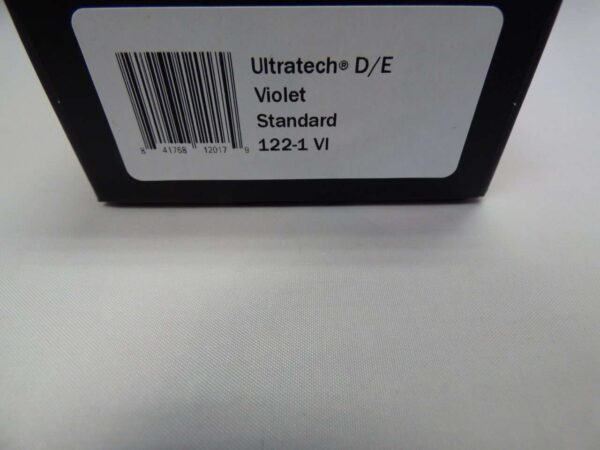 Ultratech® D/E
Violet
Standard
122-1 VI
8 41768 12017 9